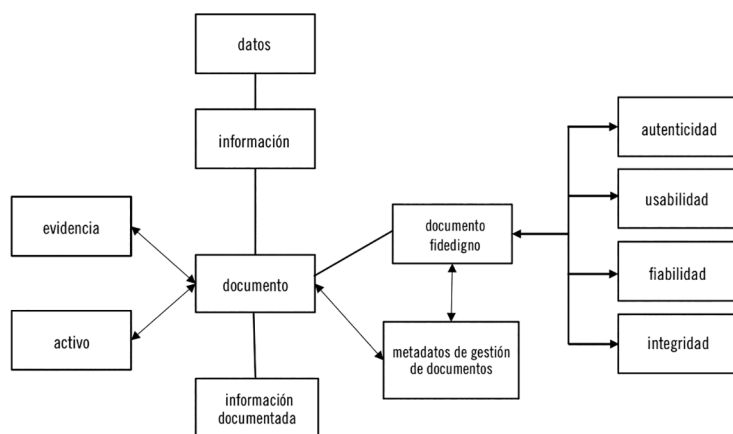 datos
información
autenticidad
usabilidad
evidencia
documento
fidedigno
documento
fiabilidad
activo
metadatos de gestión
de documentos
integridad
información
documentada